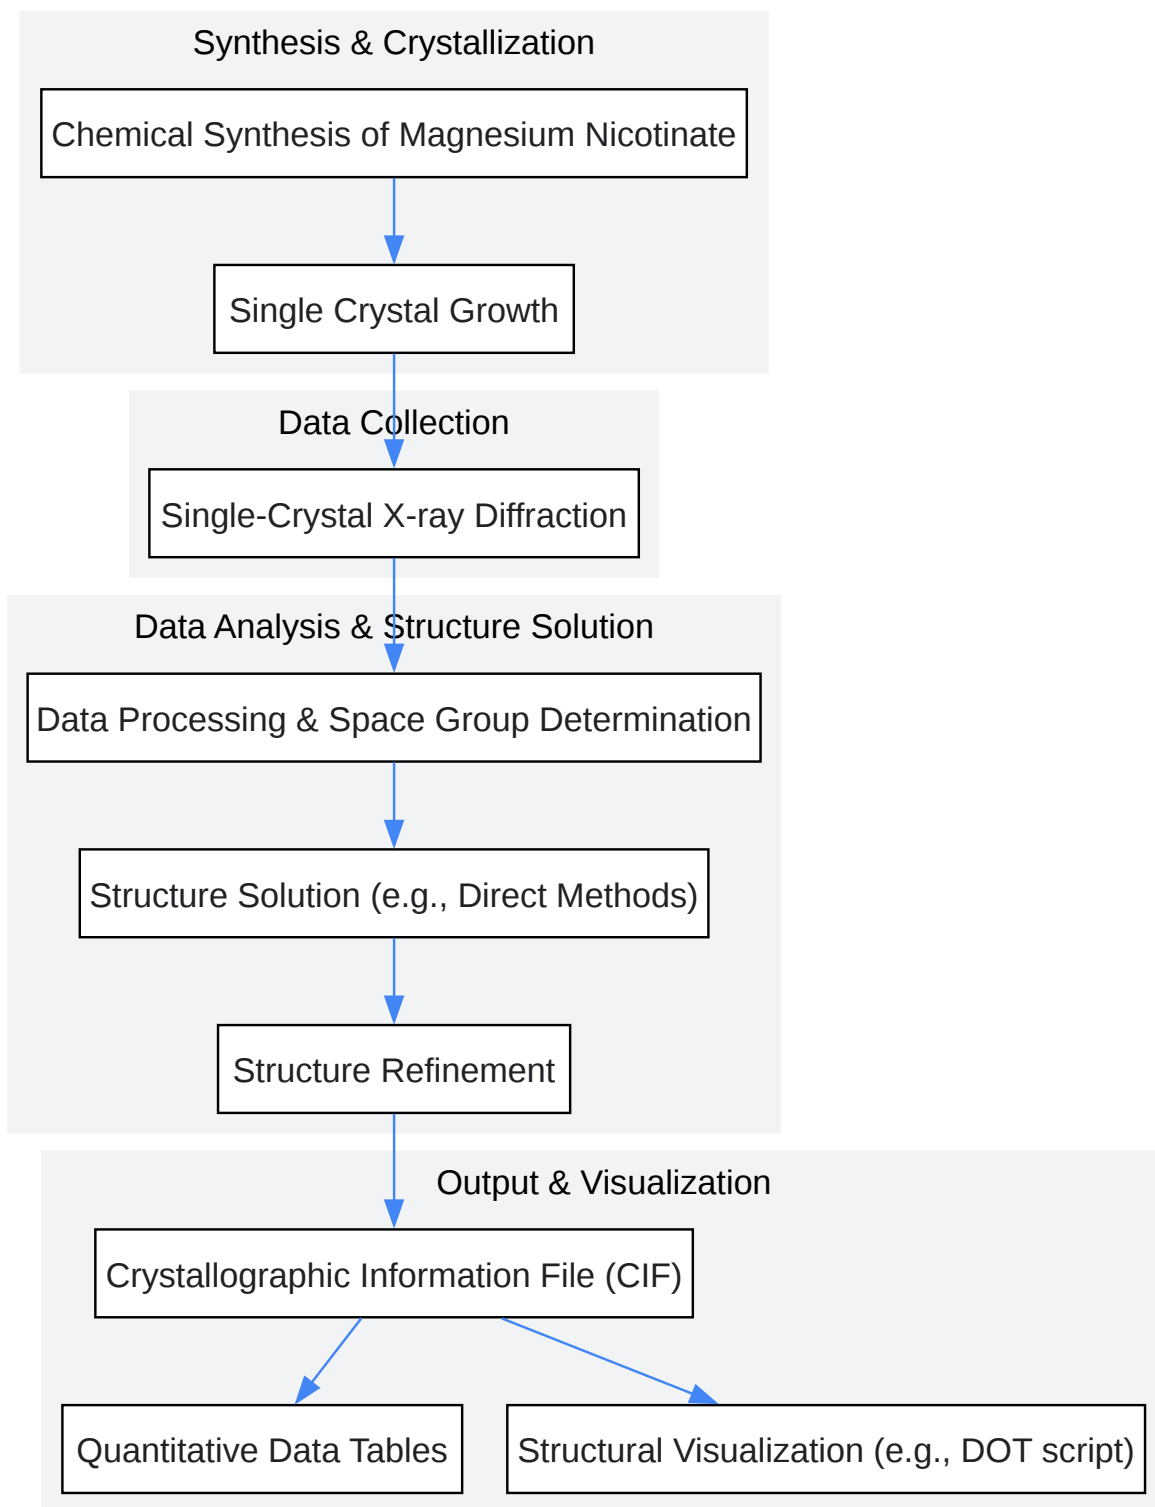 Synthesis & Crystallization
Chemical Synthesis of Magnesium Nicotinate
Single Crystal Growth
Data Collection
Single-Crystal X-ray Diffraction
Data Analysis & Structure Solution
Data Processing & Space Group Determination
Structure Solution (e.g., Direct Methods)
Structure Refinement
Output & Visualization
Crystallographic Information File (CIF)
Quantitative Data Tables
Structural Visualization (e.g., DOT script)